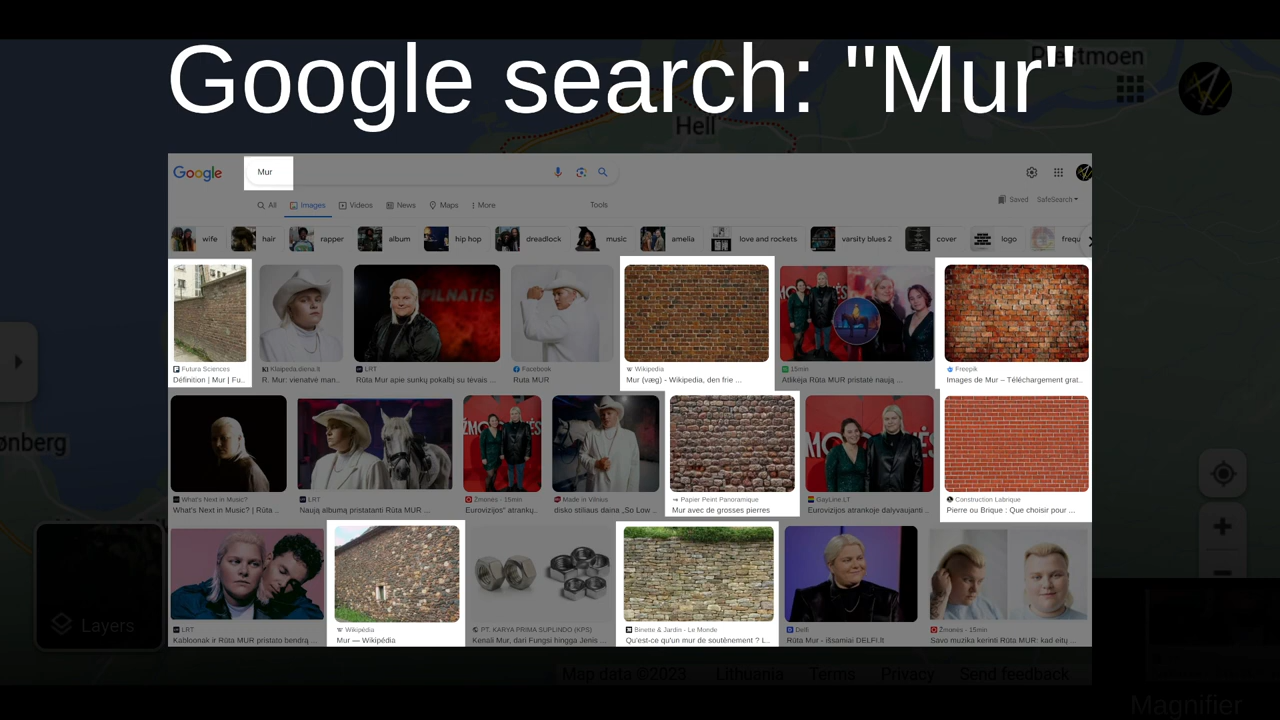 Google search: "Mur"
Prestmoen
Hell
Google
Mur
All Images Videos News Maps More Tools
Saved SafeSearch
wife hair rapper album hip hop dreadlock music amelia love and rockets varsity blues 2 cover logo frequ
PILNATIS
Futura Sciences
Définition | Mur | Fu...
Klaipeda.diena.lt
R. Mur: vienatvė man...
LRT
Rūta Mur apie sunkų pokalbį su tėvais ...
Facebook
Ruta MUR
Wikipedia
Mur (væg) - Wikipedia, den frie ...
15min
Atikėja Rūta MUR pristatė naują ...
Freepik
Images de Mur – Téléchargement grat...
ønberg
What's Next in Music?
What's Next in Music? | Rūta ...
LRT
Naują albumą pristatanti Rūta MUR ...
Žmonės - 15min
Eurovizijos" atrankų...
Made in Vilnius
disko stiliaus daina „So Low ...
Papier Peint Panoramique
Mur avec de grosses pierres
GayLine.LT
Eurovizijos atrankoje dalyvaujanti ...
Construction Labrique
Pierre ou Brique : Que choisir pour ...
Layers
LRT
Kabloonak ir Rūta MUR pristato bendrą ...
Wikipédia
Mur — Wikipédia
PT. KARYA PRIMA SUPLINDO (KPS)
Kenali Mur, dari Fungsi hingga Jenis ...
Binette & Jardin - Le Monde
Qu'est-ce qu'un mur de soutènement ? L...
Delfi
Rūta Mur - išsamiai DELFI.lt
Žmonės - 15min
Savo muzika kerinti Rūta MUR: kad eitų ...
Map data ©2023 Lithuania Terms Privacy Send feedback
Magnifier